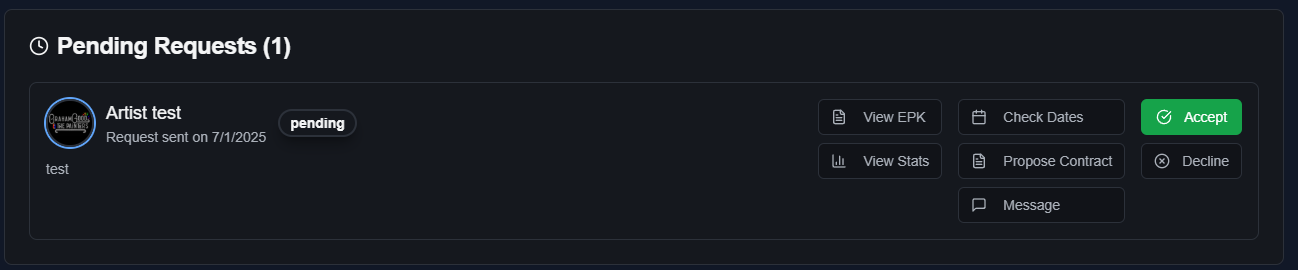 Pending Requests (1)
Artist test
Request sent on 7/1/2025
pending
test
View EPK
View Stats
Check Dates
Propose Contract
Message
Accept
Decline